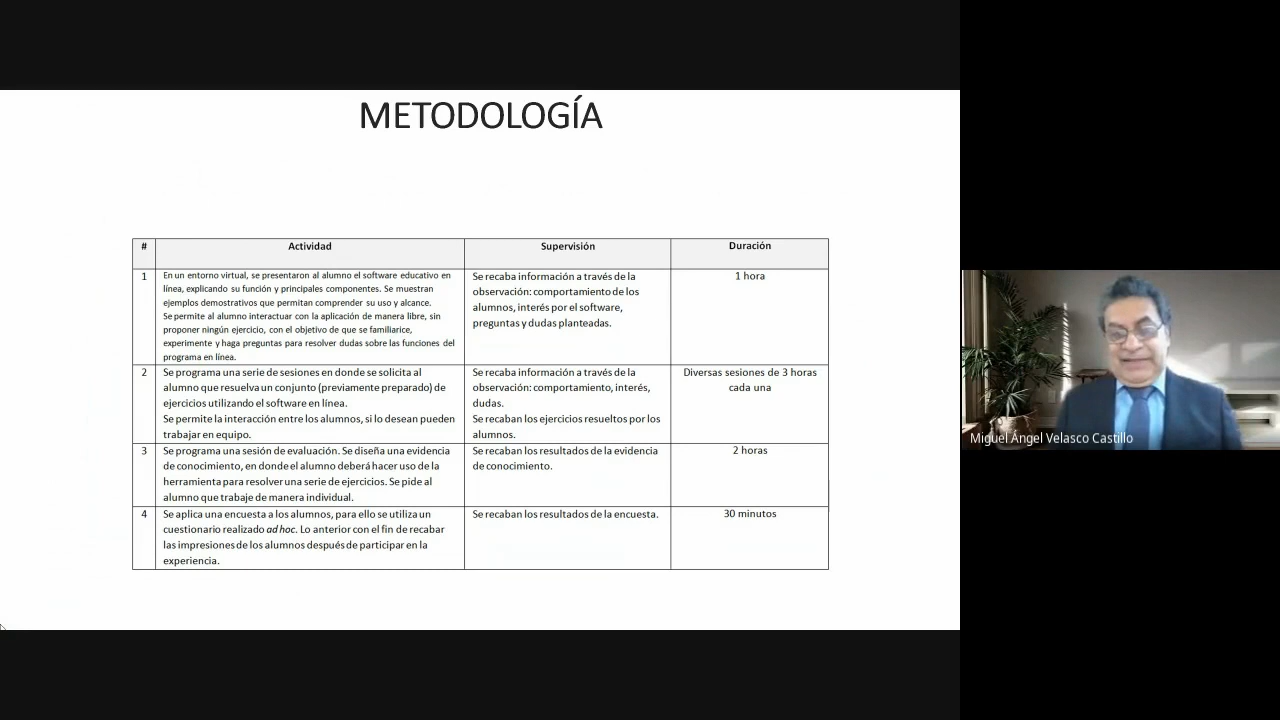 METODOLOGÍA
# Actividad Supervisión Duración
1
En un entorno virtual, se presentaron al alumno el software educativo en
línea, explicando su función y principales componentes. Se muestran
ejemplos demostrativos que permitan comprender su uso y alcance.
Se permite al alumno interactuar con la aplicación de manera libre, sin
proponer ningún ejercicio, con el objetivo de que se familiarice,
experimente y haga preguntas para resolver dudas sobre las funciones del
programa en línea.
Se recaba información a través de la
observación: comportamiento de los
alumnos, interés por el software,
preguntas y dudas planteadas.
1 hora
2
Se programa una serie de sesiones en donde se solicita al
alumno que resuelva un conjunto (previamente preparado) de
ejercicios utilizando el software en línea.
Se permite la interacción entre los alumnos, si lo desean pueden
trabajar en equipo.
Se recaba información a través de la
observación: comportamiento, interés,
dudas.
Se recaban los ejercicios resueltos por los
alumnos.
Diversas sesiones de 3 horas
cada una
3
Se programa una sesión de evaluación. Se diseña una evidencia
de conocimiento, en donde el alumno deberá hacer uso de la
herramienta para resolver una serie de ejercicios. Se pide al
alumno que trabaje de manera individual.
Se recaban los resultados de la evidencia
de conocimiento.
2 horas
4
Se aplica una encuesta a los alumnos, para ello se utiliza un
cuestionario realizado ad hoc. Lo anterior con el fin de recabar
las impresiones de los alumnos después de participar en la
experiencia.
Se recaban los resultados de la encuesta.
30 minutos
Miguel Ángel Velasco Castillo